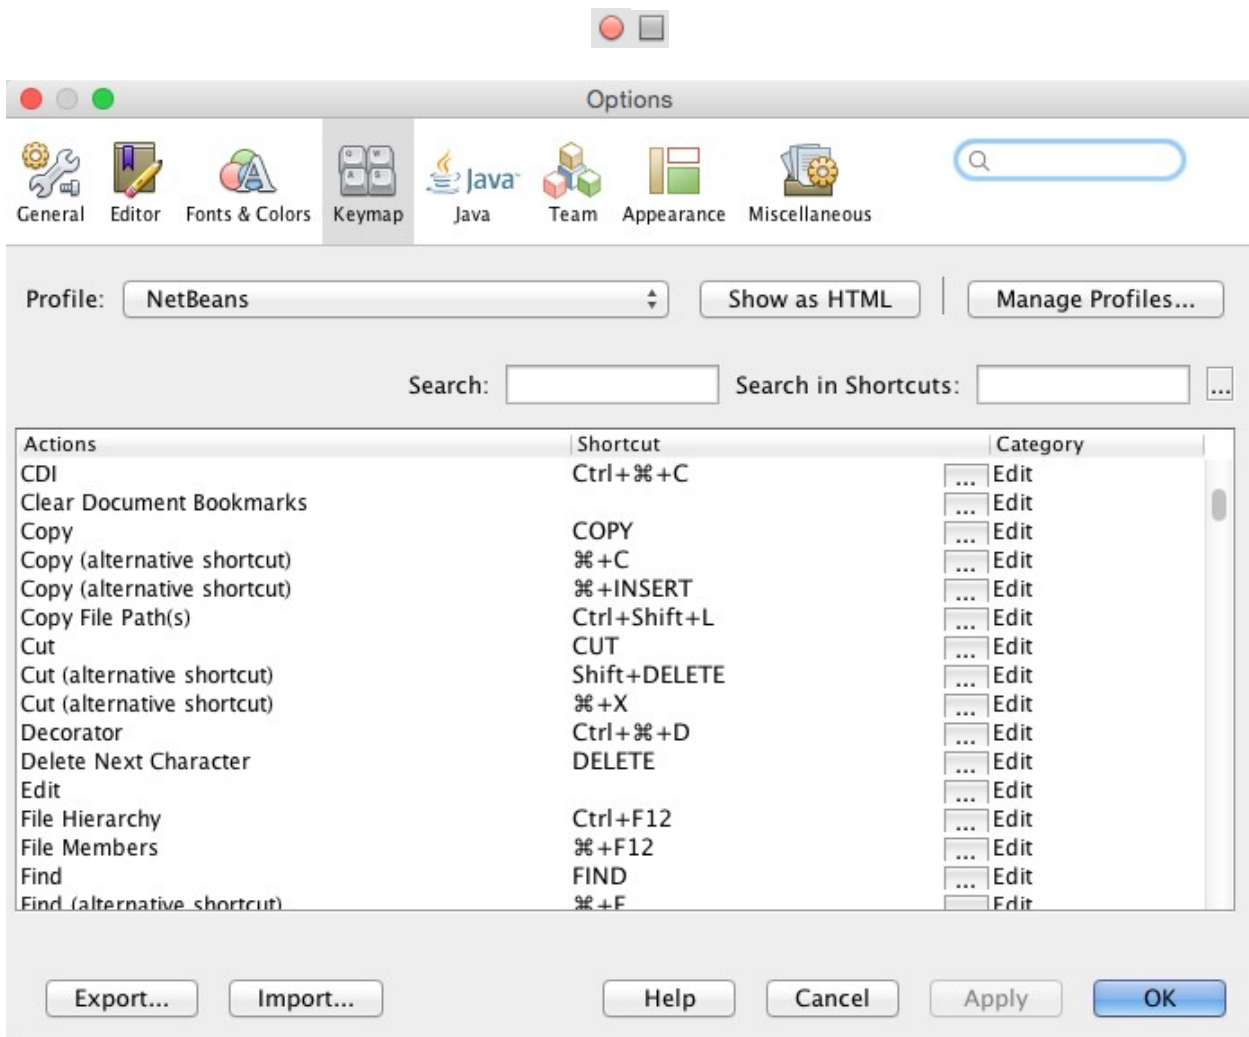 Options
General Editor Fonts & Colors Keymap Java Java Team Appearance Miscellaneous
Profile: NetBeans Show as HTML Manage Profiles...
Search: Search in Shortcuts: ...
Actions Shortcut Category
CDI Ctrl+⌘+C ... Edit
Clear Document Bookmarks ... Edit
Copy COPY ... Edit
Copy (alternative shortcut) ⌘+C ... Edit
Copy (alternative shortcut) ⌘+INSERT ... Edit
Copy File Path(s) Ctrl+Shift+L ... Edit
Cut CUT ... Edit
Cut (alternative shortcut) Shift+DELETE ... Edit
Cut (alternative shortcut) ⌘+X ... Edit
Decorator Ctrl+⌘+D ... Edit
Delete Next Character DELETE ... Edit
Edit ... Edit
File Hierarchy Ctrl+F12 ... Edit
File Members ⌘+F12 ... Edit
Find FIND ... Edit
Find (alternative shortcut) ⌘+F Edit
Export... Import... Help Cancel Apply OK